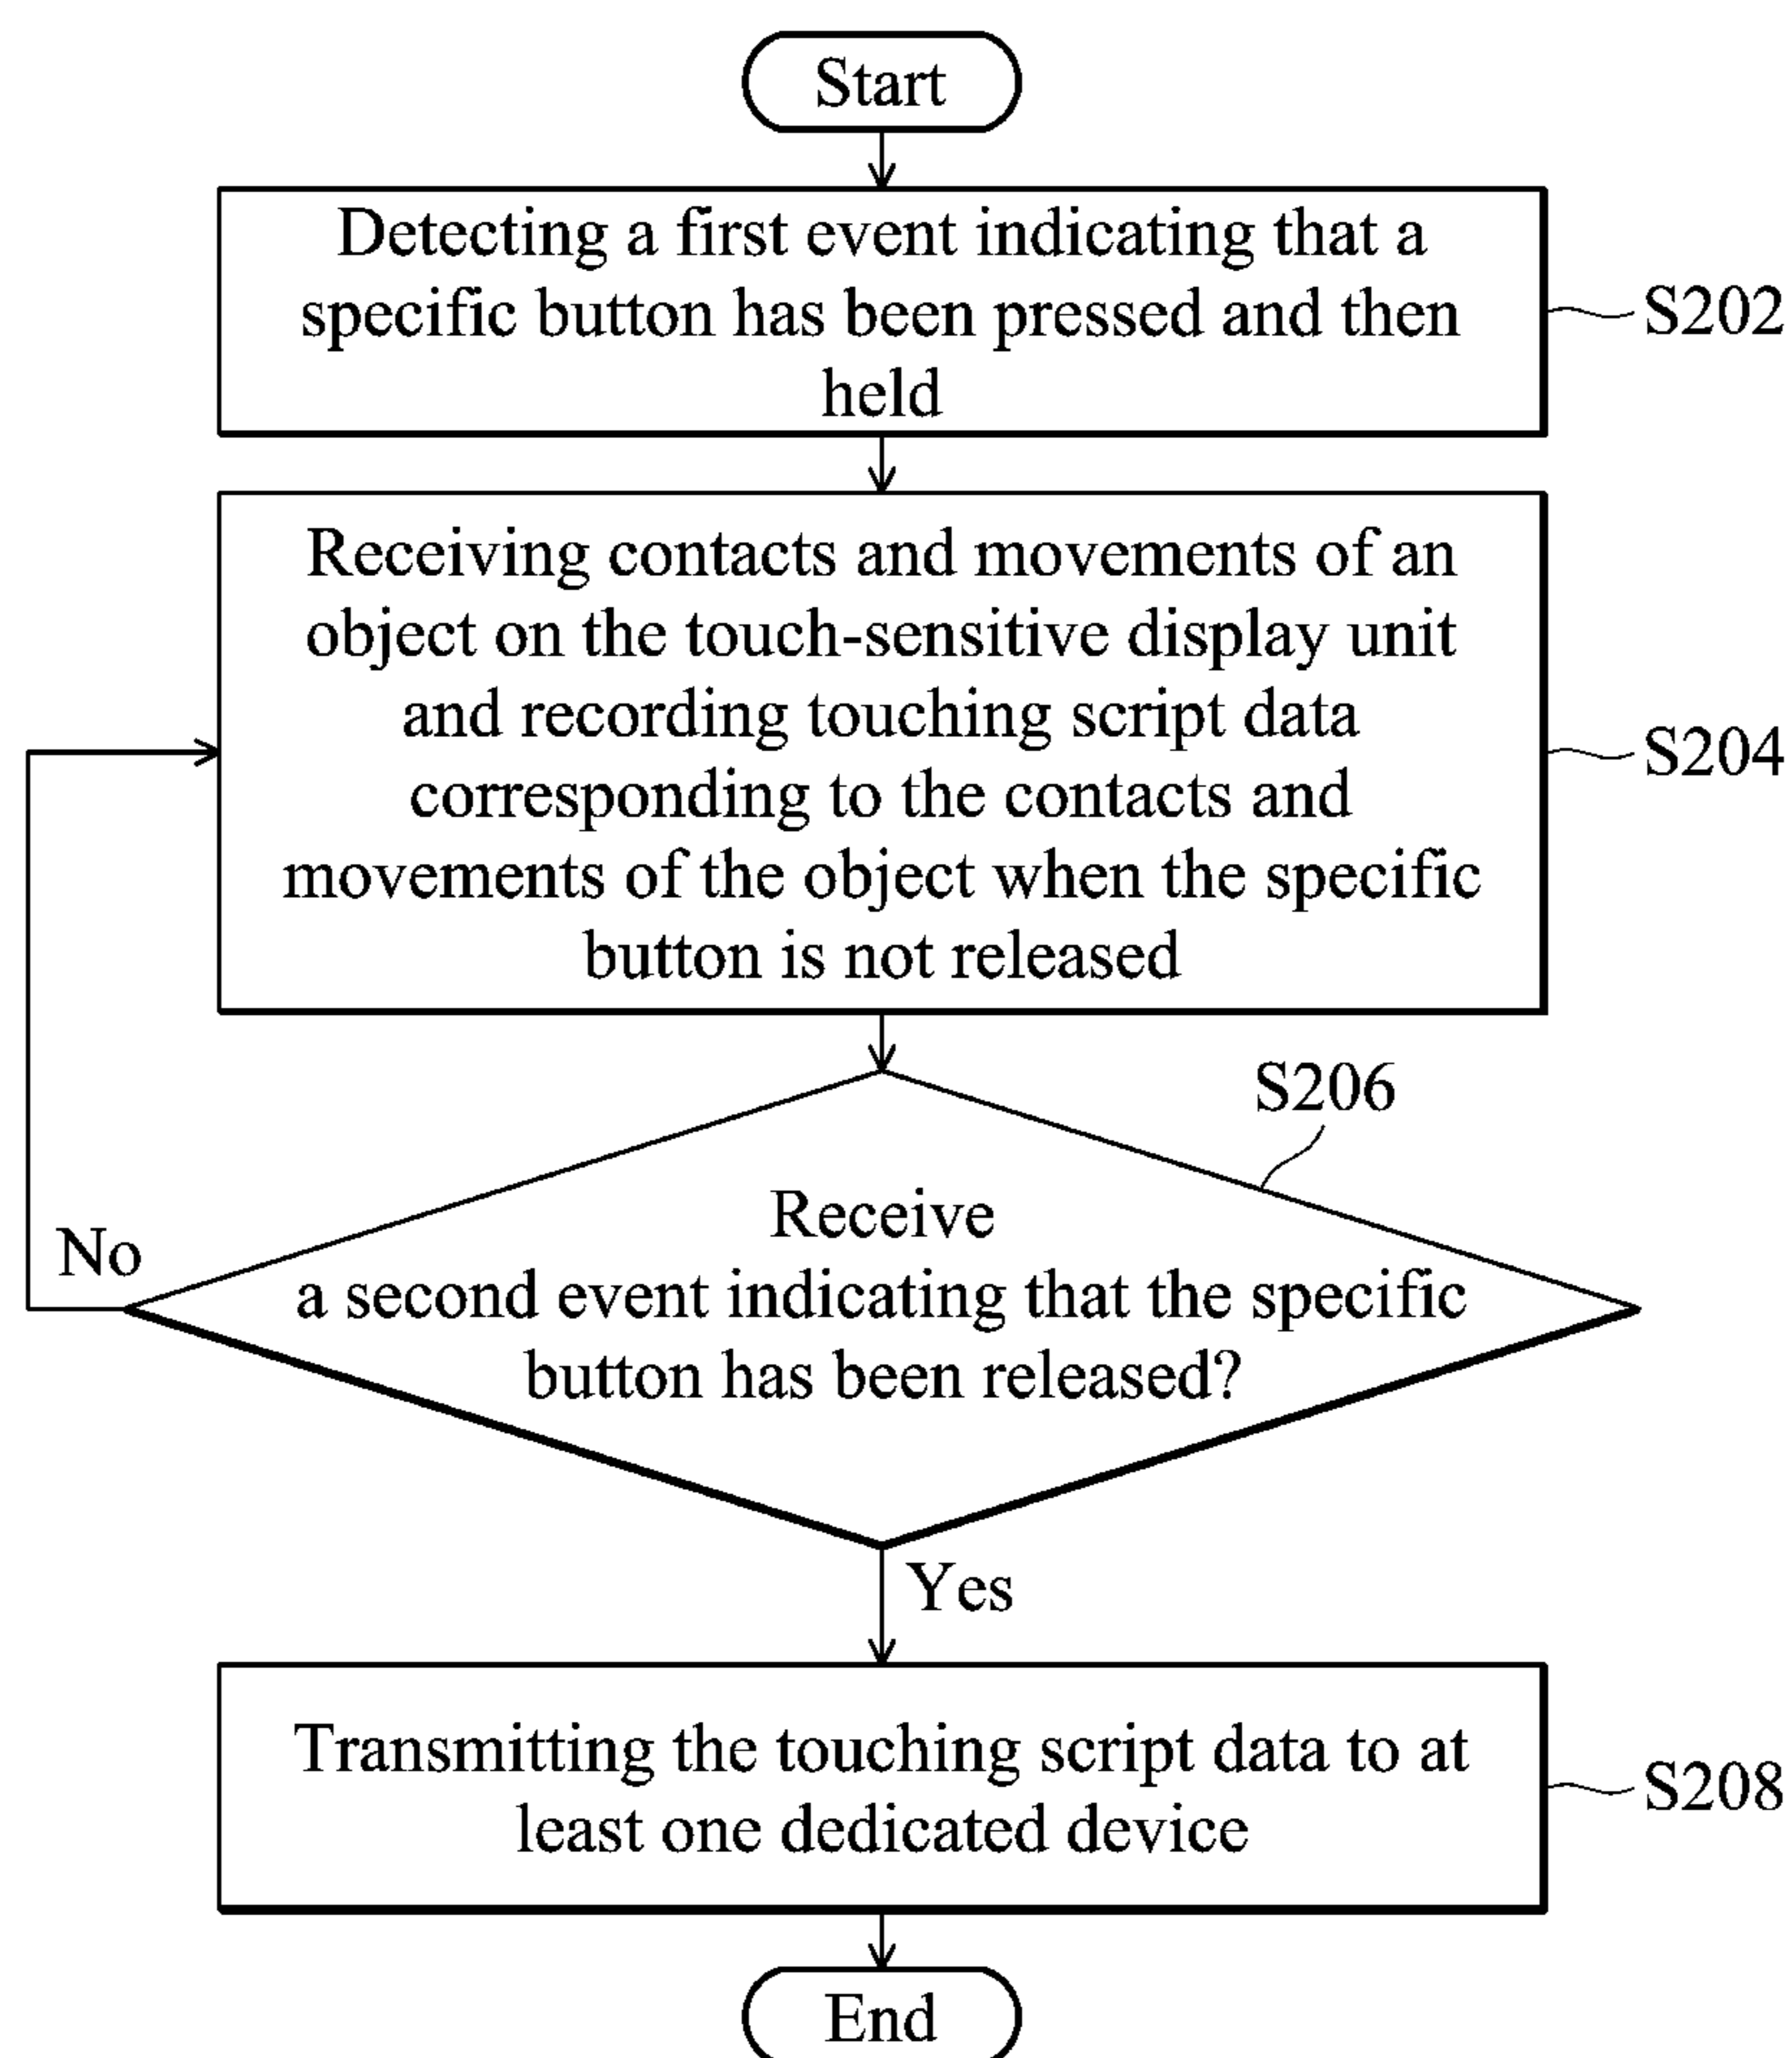 Start
Detecting a first event indicating that a
specific button has been pressed and then
held
S202
Receiving contacts and movements of an
object on the touch-sensitive display unit
and recording touching script data
corresponding to the contacts and
movements of the object when the specific
button is not released
S204
S206
Receive
a second event indicating that the specific
button has been released?
No
Yes
Transmitting the touching script data to at
least one dedicated device
S208
End